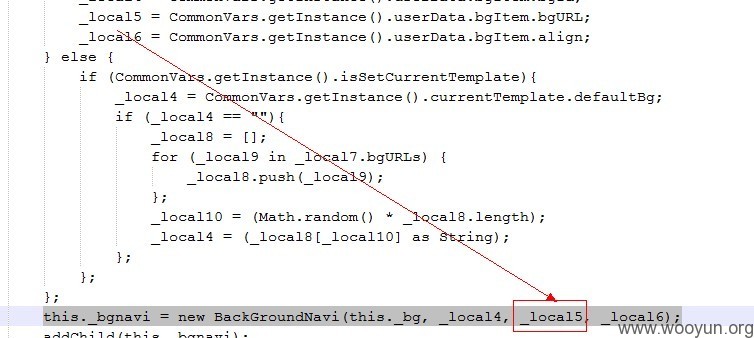 _local5 = CommonVars.getInstance().userData.bgItem.bgURL;
_local6 = CommonVars.getInstance().userData.bgItem.align;
} else {
if (CommonVars.getInstance().isSetCurrentTemplate){
_local4 = CommonVars.getInstance().currentTemplate.defaultBg;
if (_local4 == ""){
_local8 = [];
for (_local9 in _local7.bgURLs) {
_local8.push(_local9);
};
_local10 = (Math.random() * _local8.length);
_local4 = (_local8[_local10] as String);
};
};
};
this._bgnavi = new BackGroundNavi(this._bg, _local4, _local5, _local6);
addChild(this._bgnavi);
www.wooyun.org